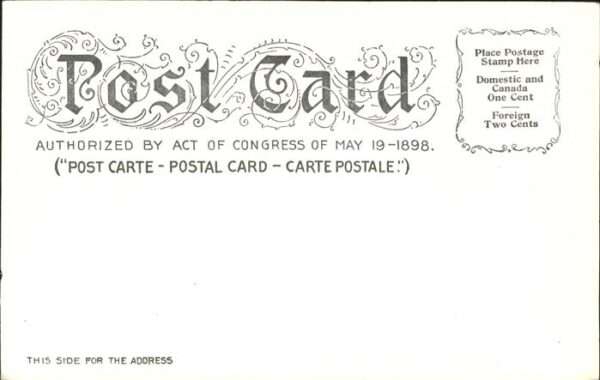 Post Card
AUTHORIZED BY ACT OF CONGRESS OF MAY 19-1898.
("POST CARTE - POSTAL CARD - CARTE POSTALE.")
Place Postage
Stamp Here
Domestic and
Canada
One Cent
Foreign
Two Cents
THIS SIDE FOR THE ADDRESS